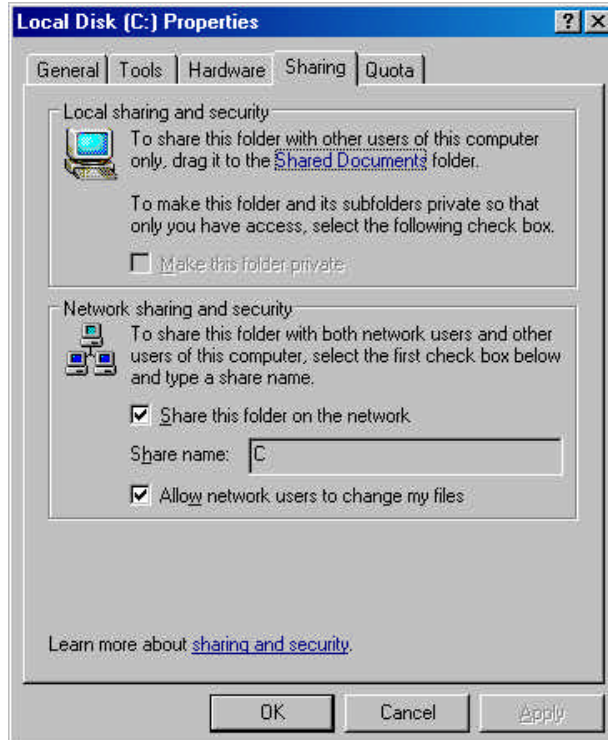 Local Disk (C:) Properties
? X
General Tools Hardware Sharing Quota
Local sharing and security
To share this folder with other users of this computer
only, drag it to the Shared Documents folder.
To make this folder and its subfolders private so that
only you have access, select the following check box.
Make this folder private
Network sharing and security
To share this folder with both network users and other
users of this computer, select the first check box below
and type a share name.
Share this folder on the network
Share name: C
Allow network users to change my files
Learn more about sharing and security.
OK Cancel Apply